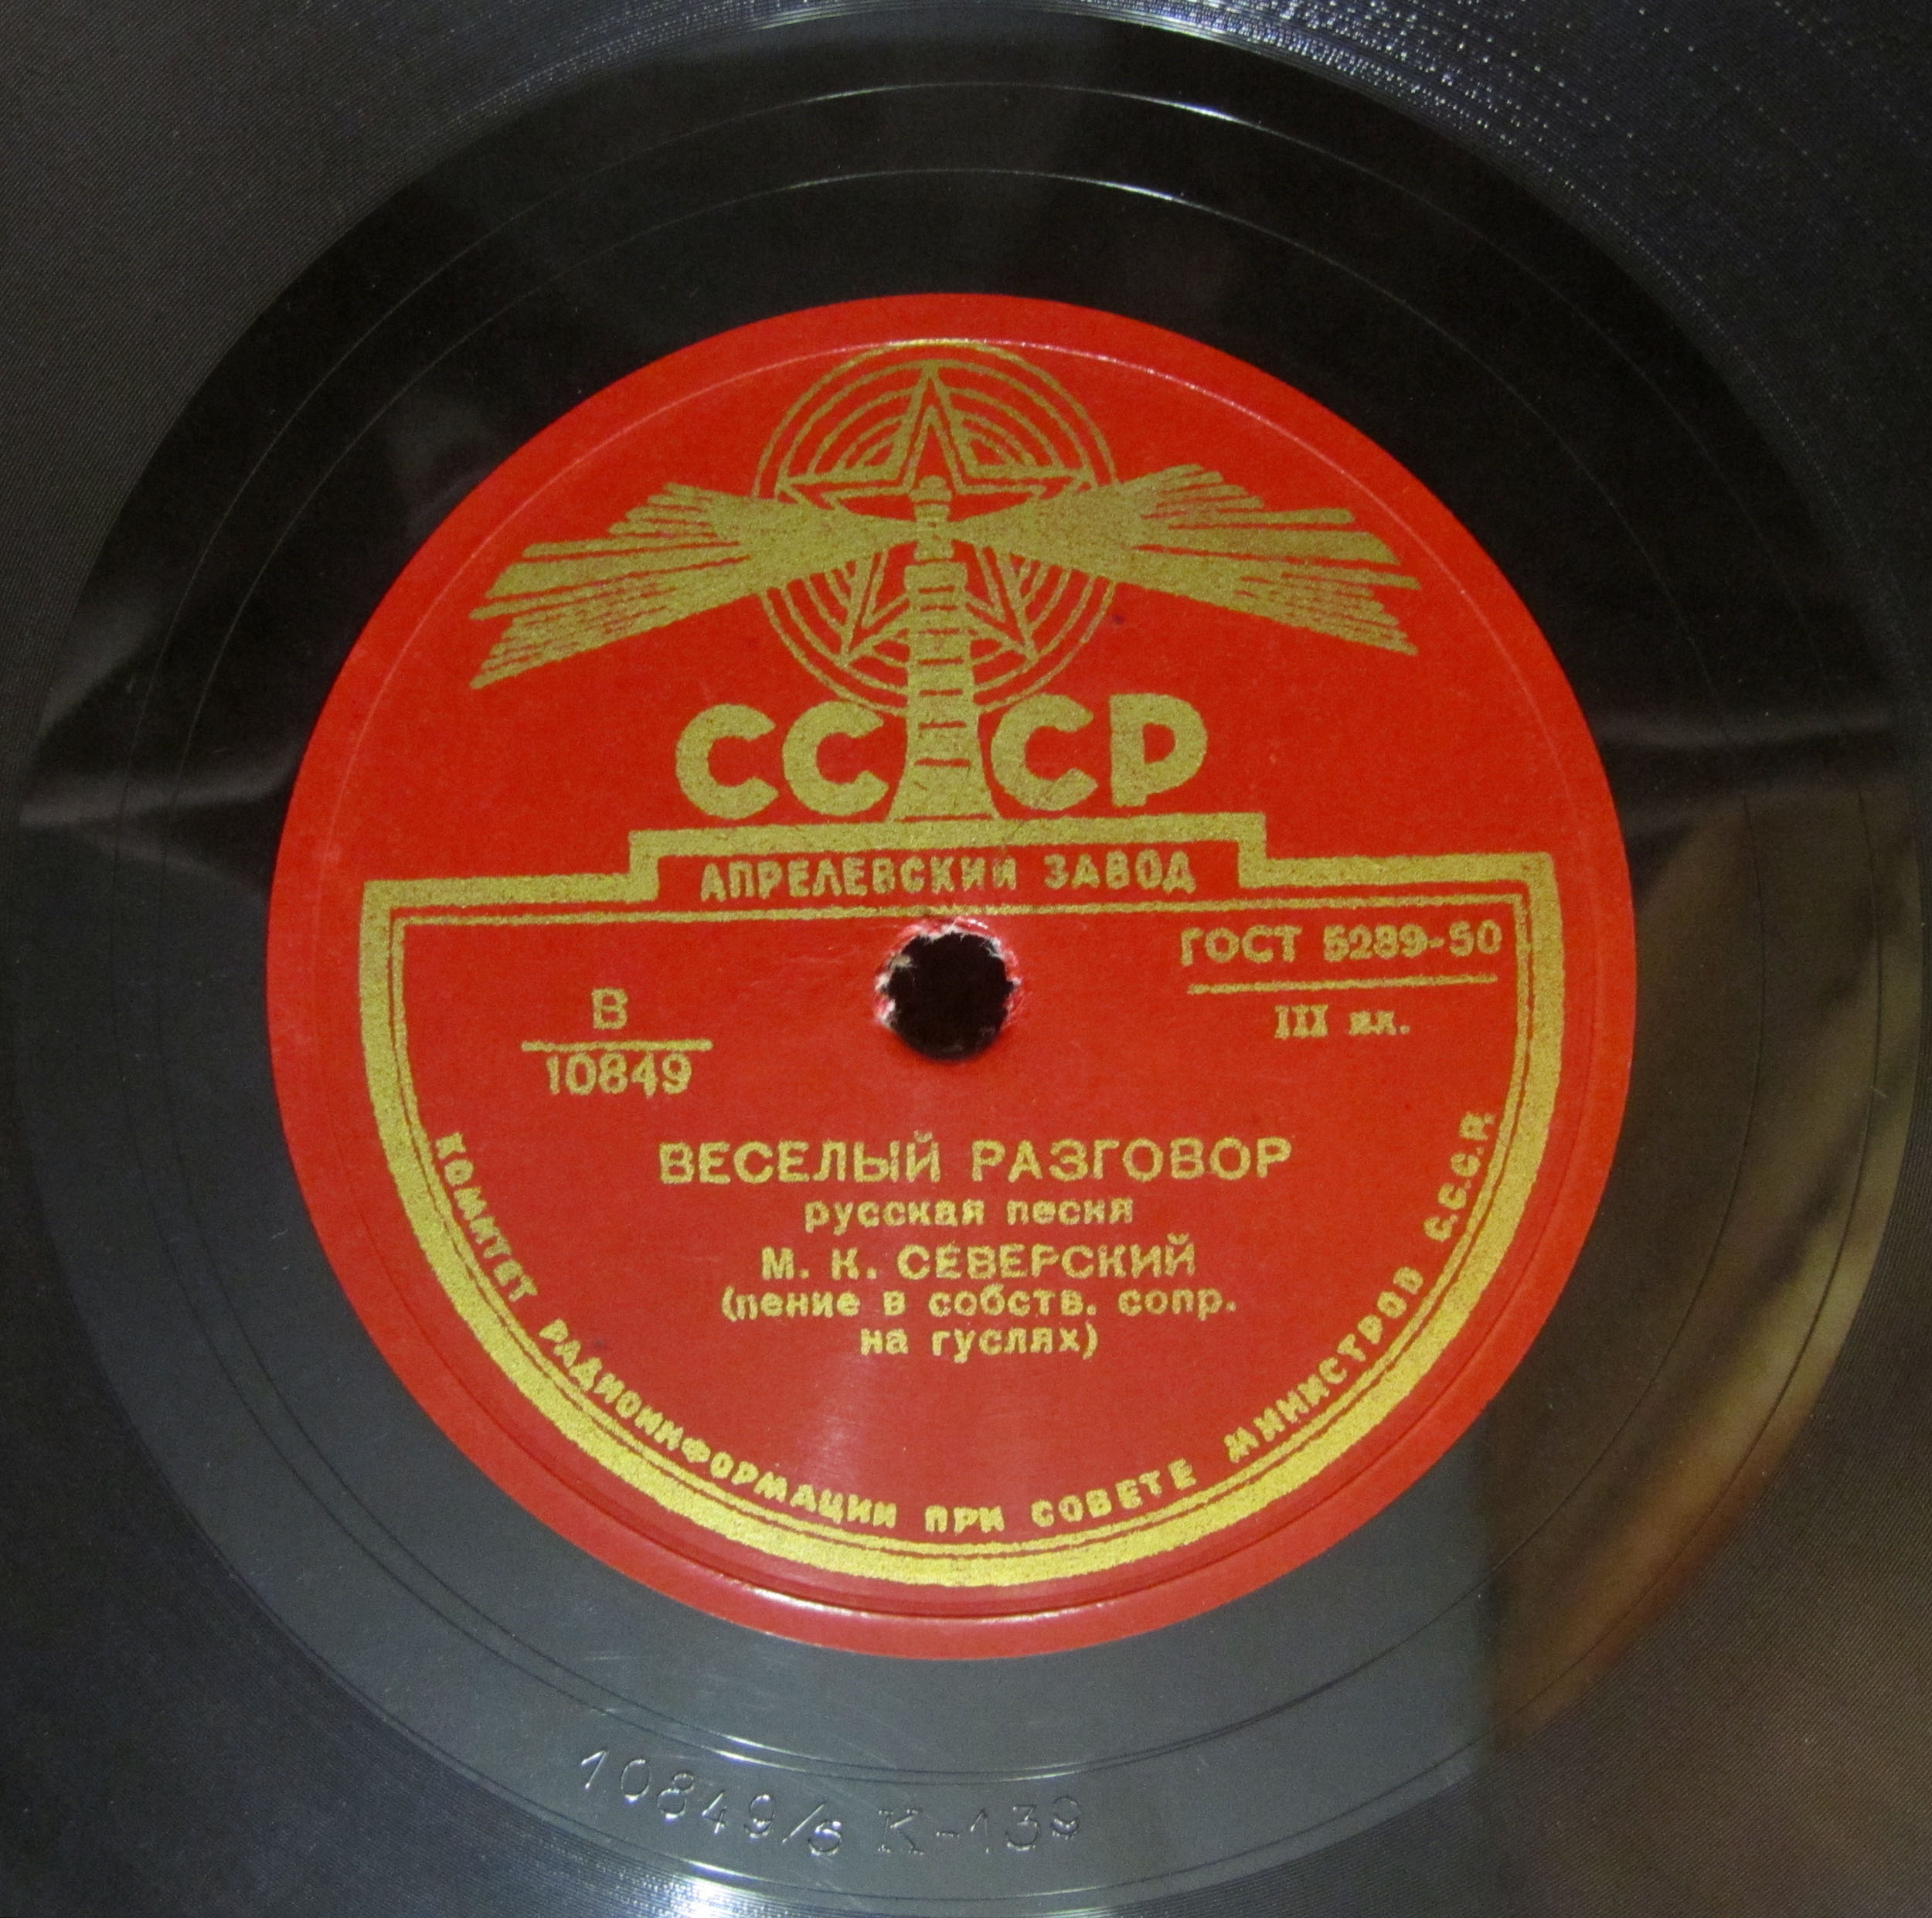 СССР
АПРЕЛЕВСКИЙ ЗАВОД
ГОСТ 5289-50
III кл.
В
10849
ВЕСЕЛЫЙ РАЗГОВОР
русская песня
М. К. СЕВЕРСКИЙ
(пение в собств. сопр.
на гуслях)
КОМИТЕТ РАДИОИНФОРМАЦИИ ПРИ СОВЕТЕ МИНИСТРОВ С.С.С.Р.
10849/5 К-139